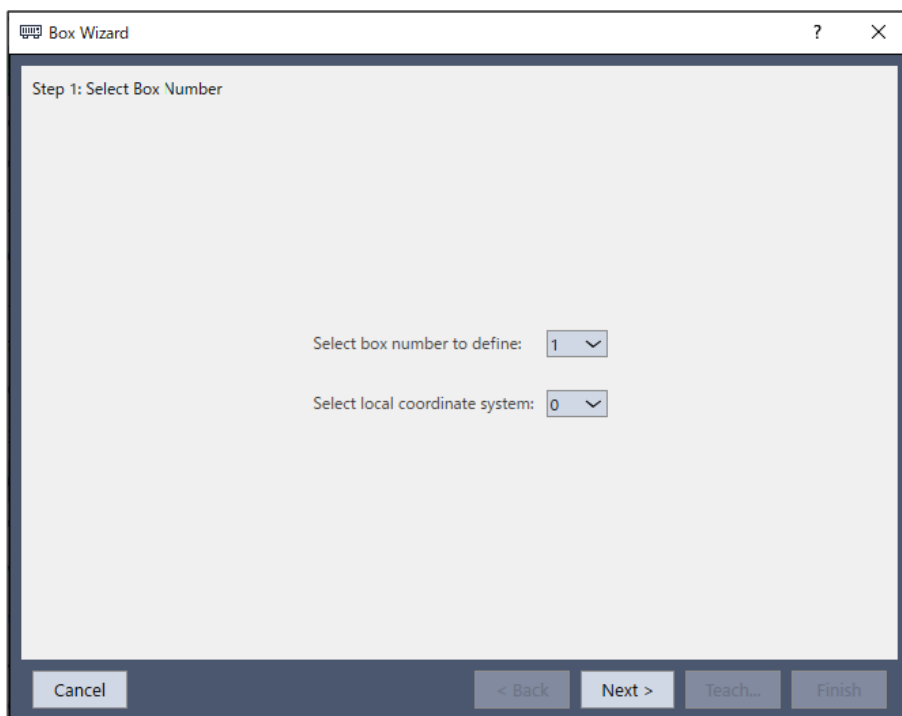 Box Wizard ?
Step 1: Select Box Number
Select box number to define: 1
Select local coordinate system: 0
Cancel < Back Next > Teach... Finish